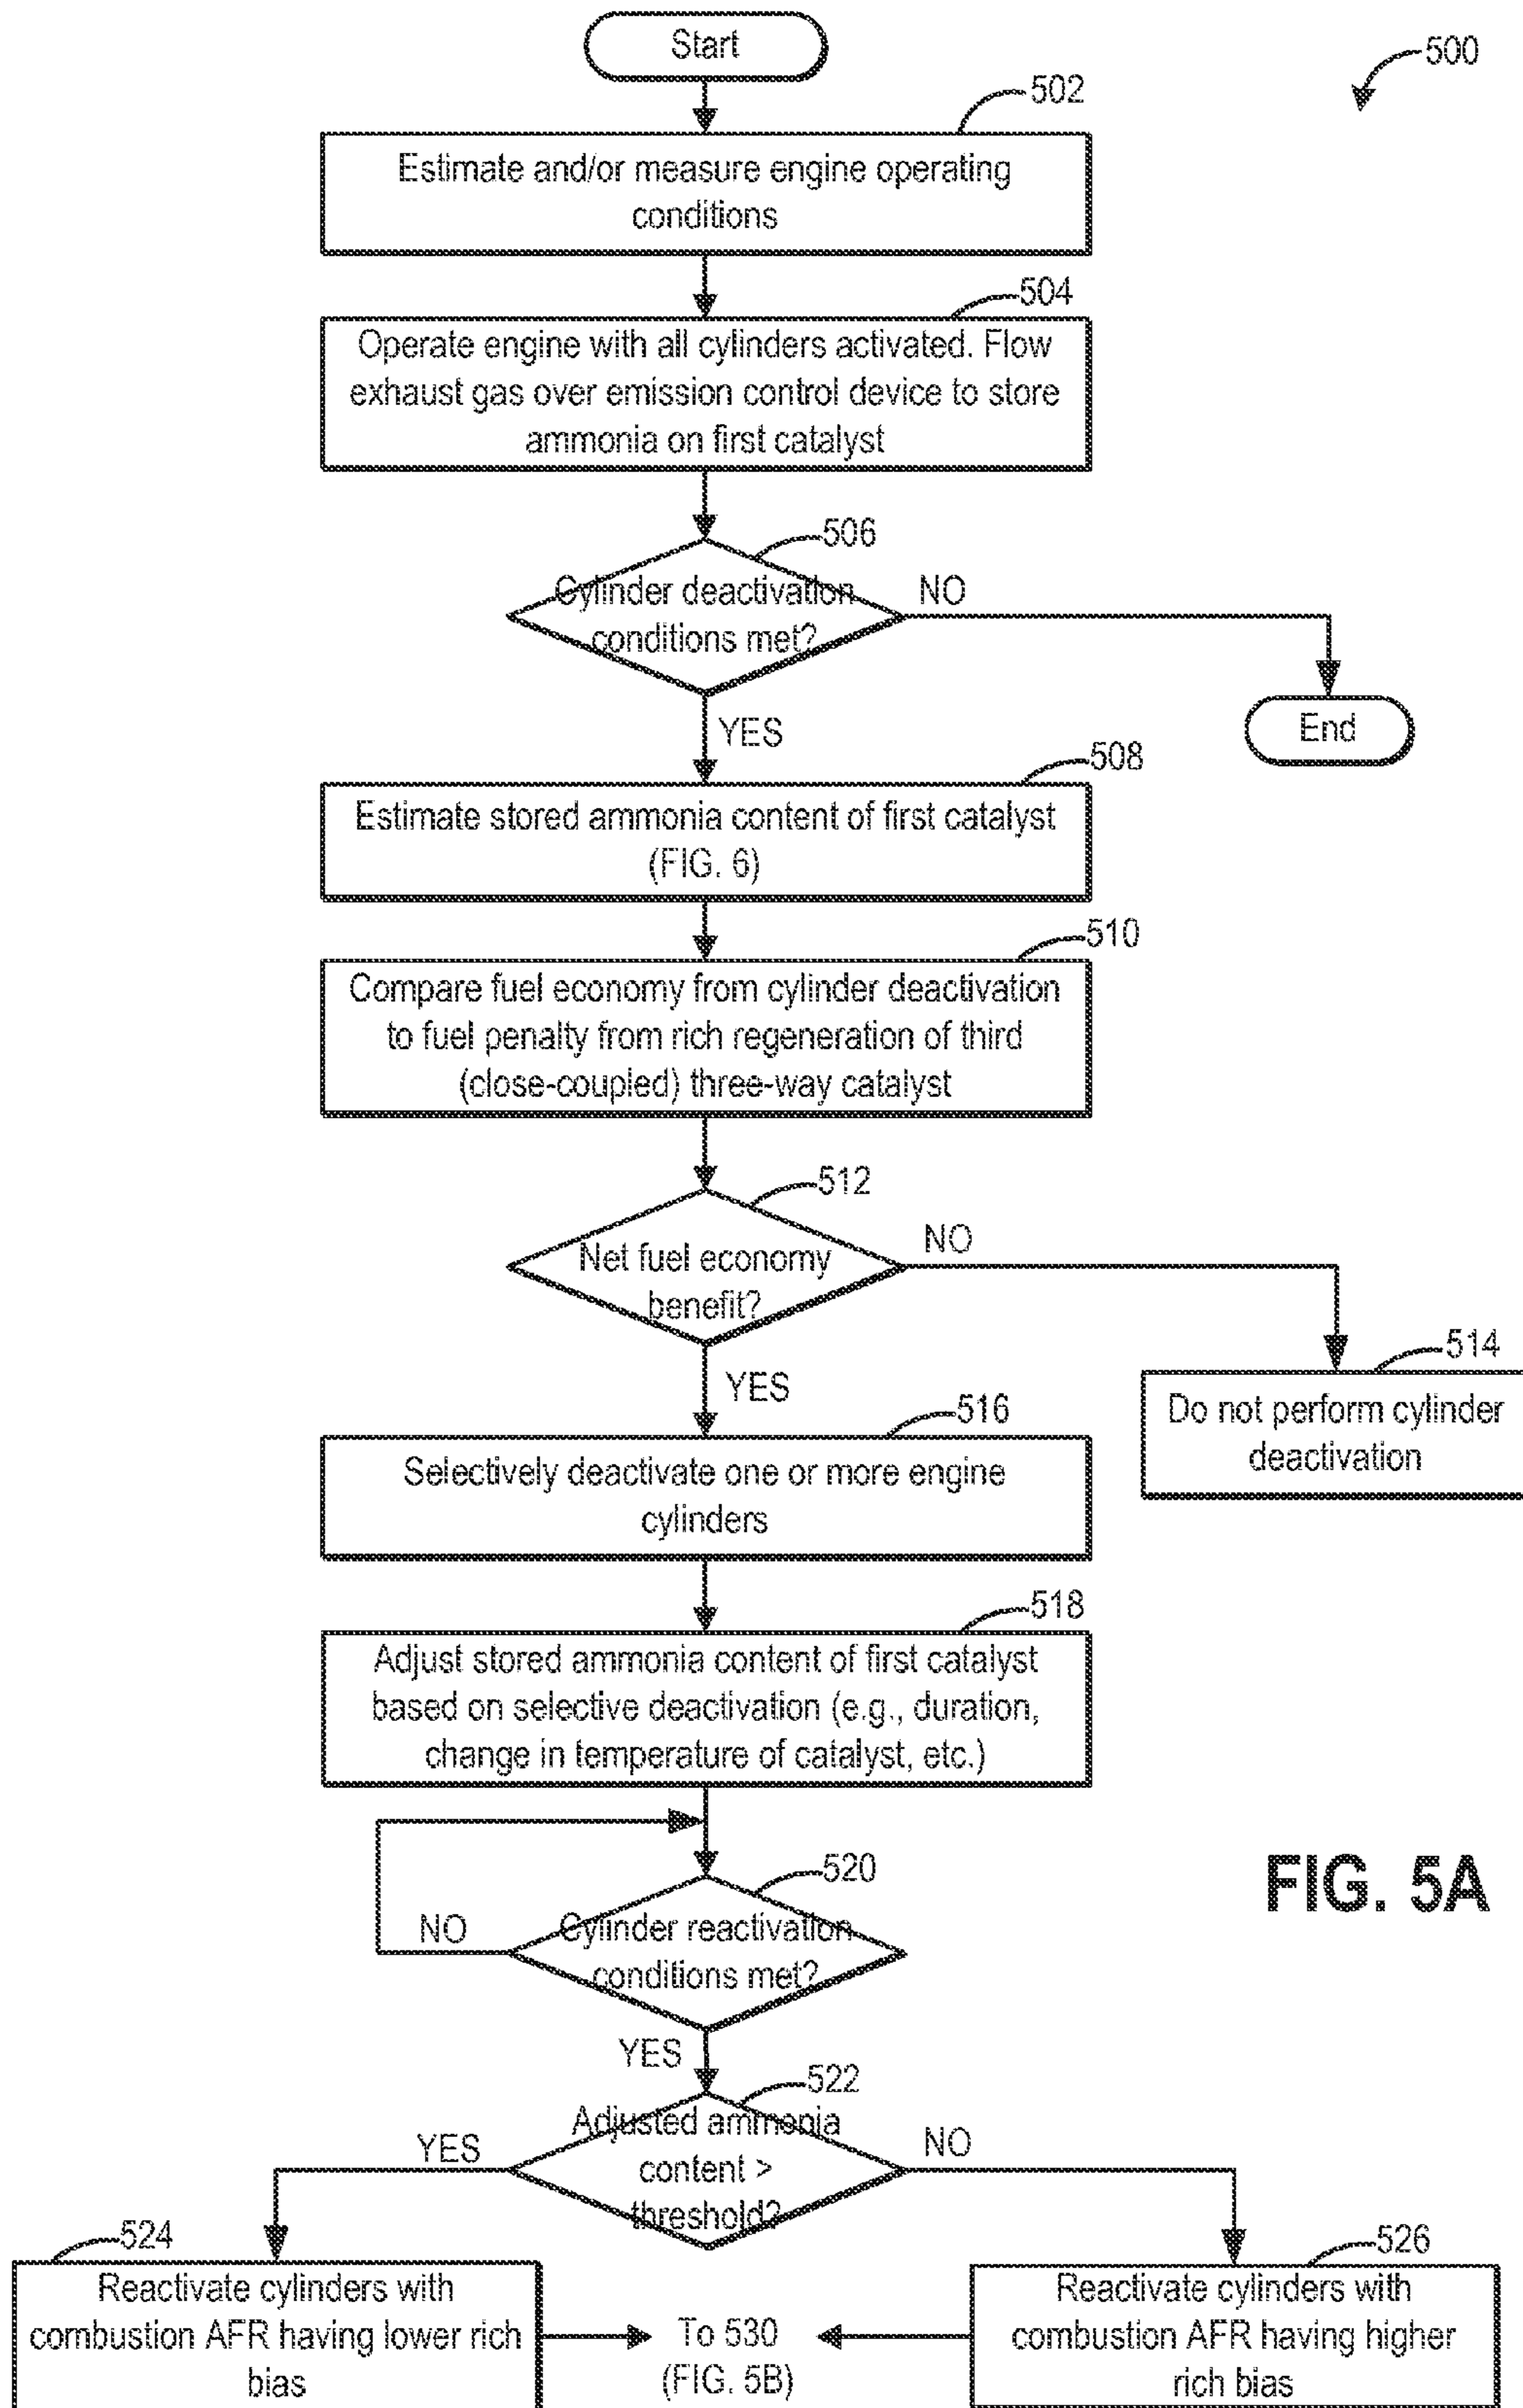 Start
500
502
Estimate and/or measure engine operating
conditions
504
Operate engine with all cylinders activated. Flow
exhaust gas over emission control device to store
ammonia on first catalyst
506
Cylinder deactivation
conditions met?
NO
End
YES
508
Estimate stored ammonia content of first catalyst
(FIG. 6)
510
Compare fuel economy from cylinder deactivation
to fuel penalty from rich regeneration of third
(close-coupled) three-way catalyst
512
Net fuel economy
benefit?
NO
514
Do not perform cylinder
deactivation
YES
516
Selectively deactivate one or more engine
cylinders
518
Adjust stored ammonia content of first catalyst
based on selective deactivation (e.g., duration,
change in temperature of catalyst, etc.)
520
Cylinder reactivation
conditions met?
NO
FIG. 5A
YES
522
Adjusted ammonia
content >
threshold?
YES
NO
524
Reactivate cylinders with
combustion AFR having lower rich
bias
To 530
(FIG. 5B)
526
Reactivate cylinders with
combustion AFR having higher
rich bias